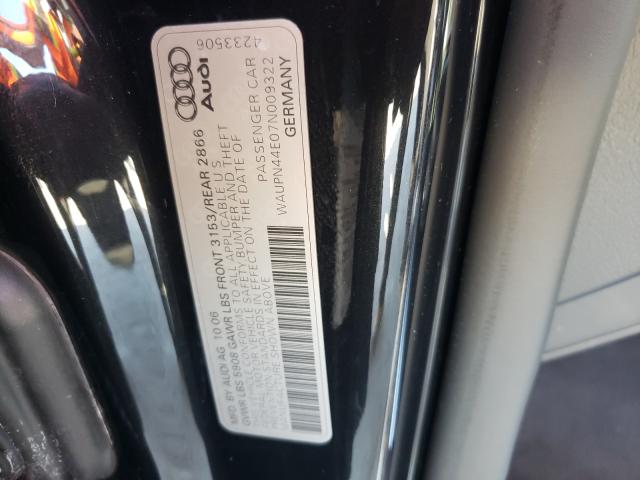 MFD. BY AUDI AG 10 06
GVWR LBS 5908 GAWR LBS FRONT 3153/REAR 2866
THIS VEHICLE CONFORMS TO ALL APPLICABLE U S
FEDERAL MOTOR VEHICLE SAFETY BUMPER AND THEFT
PREVENTION STANDARDS IN EFFECT ON THE DATE OF
MANUFACTURE SHOWN ABOVE
PASSENGER CAR
WAUPN44E07N009322
GERMANY
Audi
4233506